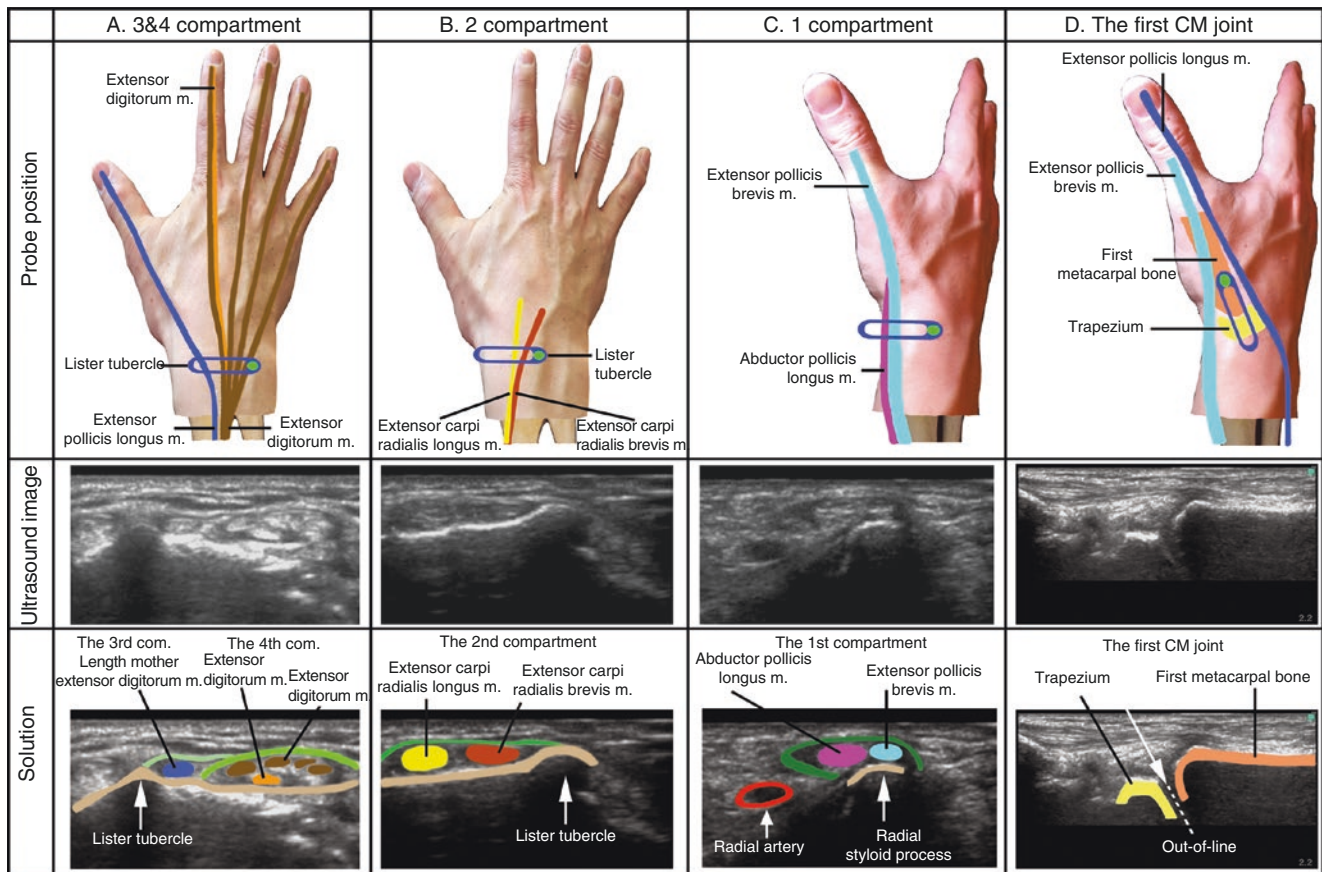 A. 3&4 compartment
B. 2 compartment
C. 1 compartment
D. The first CM joint
Probe position
Extensor
digitorum m.
Lister tubercle
Extensor
pollicis longus m.
Extensor
digitorum m.
Lister
tubercle
Extensor carpi
radialis longus m.
Extensor carpi
radialis brevis m
Extensor pollicis
brevis m.
Abductor pollicis
longus m.
Extensor pollicis longus m.
Extensor pollicis
brevis m.
First
metacarpal bone
Trapezium
Ultrasound image
2.2
Solution
The 3rd com.
Length mother
extensor digitorum m.
The 4th com.
Extensor
digitorum m.
Extensor
digitorum m.
Lister tubercle
The 2nd compartment
Extensor carpi
radialis longus m.
Extensor carpi
radialis brevis m.
Lister tubercle
The 1st compartment
Abductor pollicis
longus m.
Extensor pollicis
brevis m.
Radial artery
Radial
styloid process
The first CM joint
Trapezium
First metacarpal bone
Out-of-line
2.2